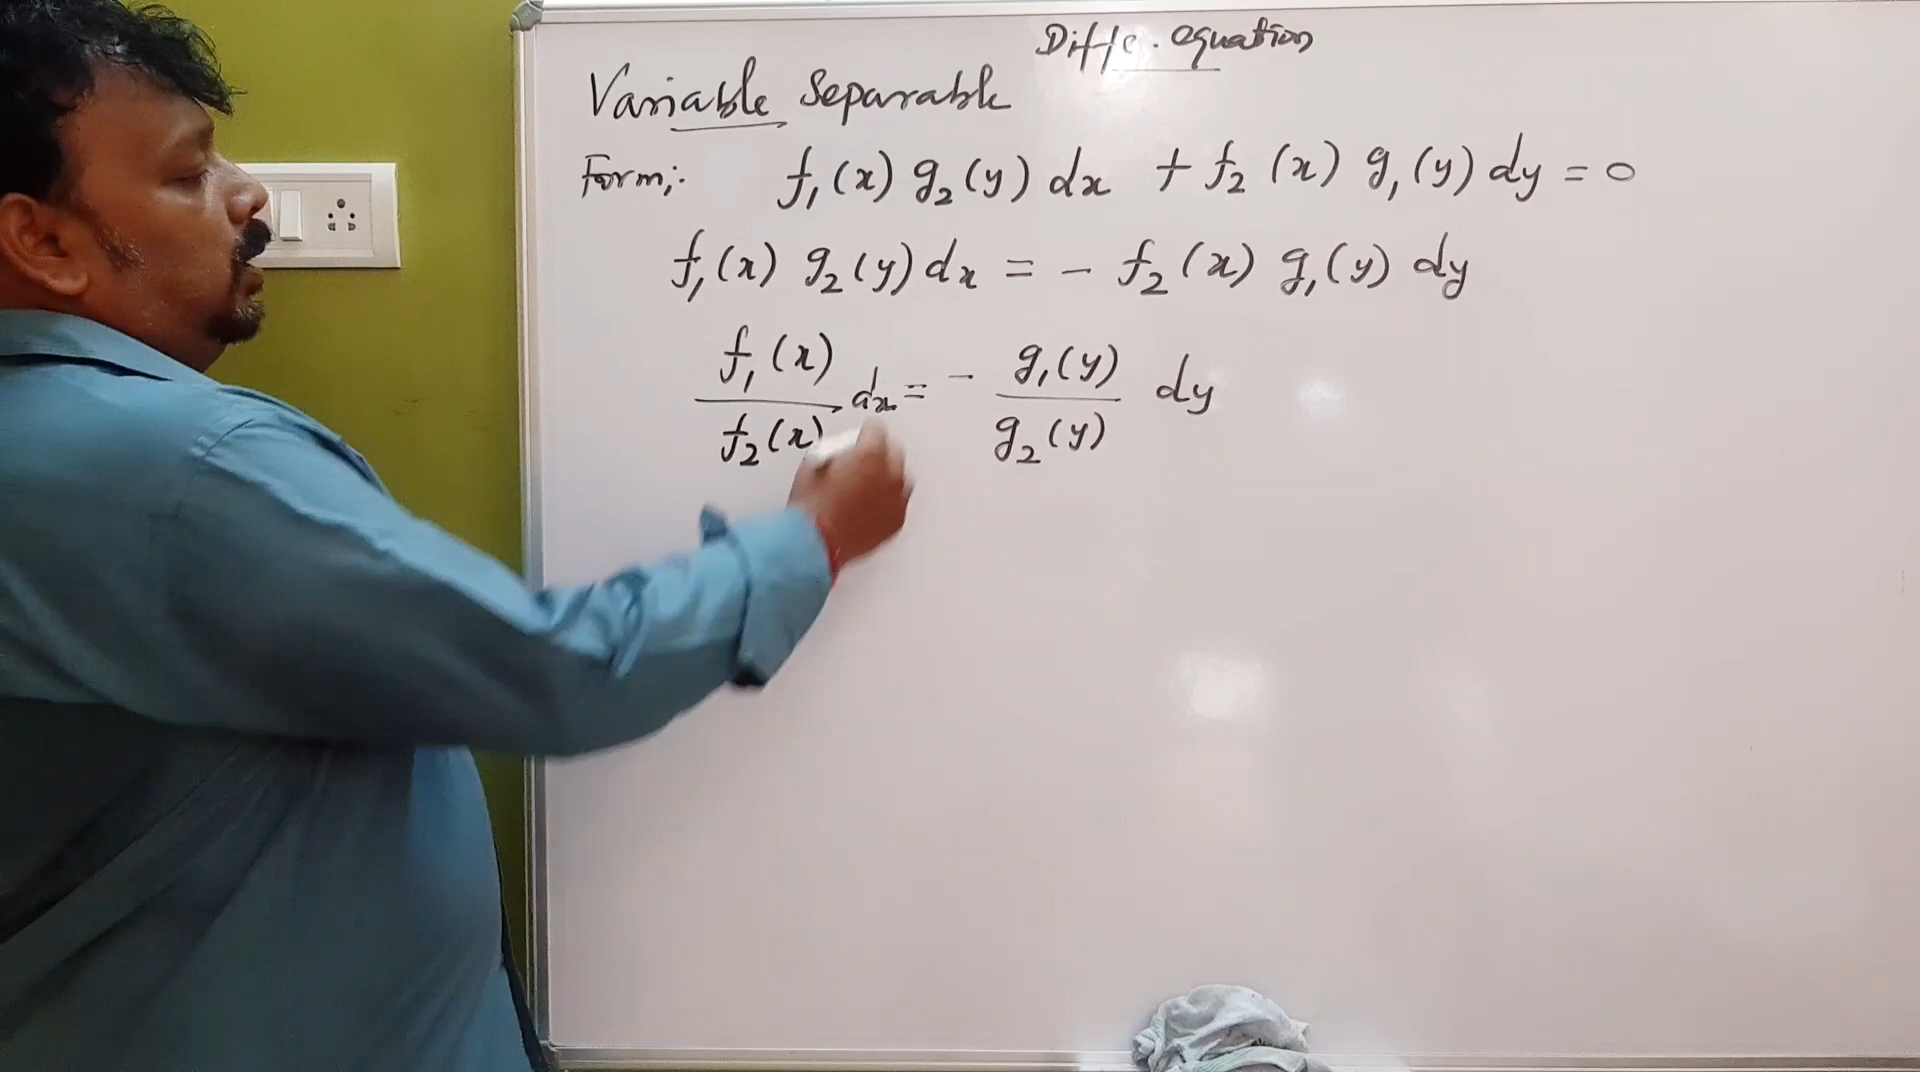 Diffe. equation
Variable Separable
Form;: f₁(x) g₂(y) dx + f₂(x) g₁(y) dy = 0
f₁(x) g₂(y) dx = - f₂(x) g₁(y) dy
f₁(x)/f₂(x) dx = - g₁(y)/g₂(y) dy